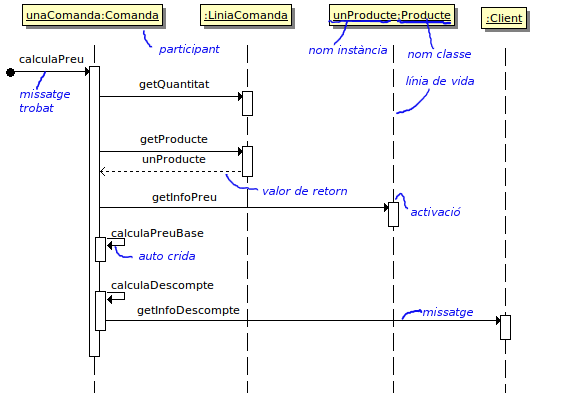 unaComanda:Comanda
:LiniaComanda
unProducte:Producte
:Client
participant
nom instància
nom classe
calculaPreu
missatge
trobat
getQuantitat
línia de vida
getProducte
unProducte
valor de retorn
getInfoPreu
activació
calculaPreuBase
auto crida
calculaDescompte
getInfoDescompte
missatge